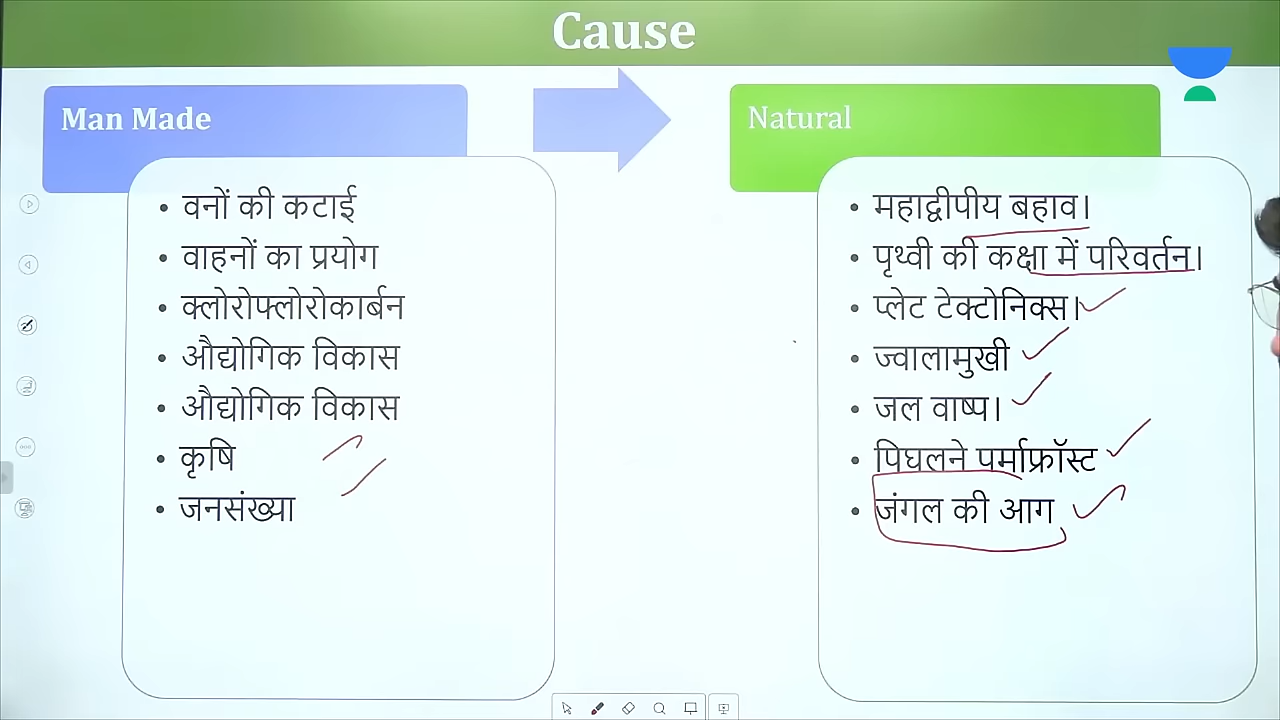 Cause
Man Made
वनों की कटाई
वाहनों का प्रयोग
क्लोरोफ्लोरोकार्बन
औद्योगिक विकास
औद्योगिक विकास
कृषि
जनसंख्या
Natural
महाद्वीपीय बहाव।
पृथ्वी की कक्षा में परिवर्तन।
प्लेट टेक्टोनिक्स।
ज्वालामुखी
जल वाष्प।
पिघलने पर्माफ्रॉस्ट
जंगल की आग